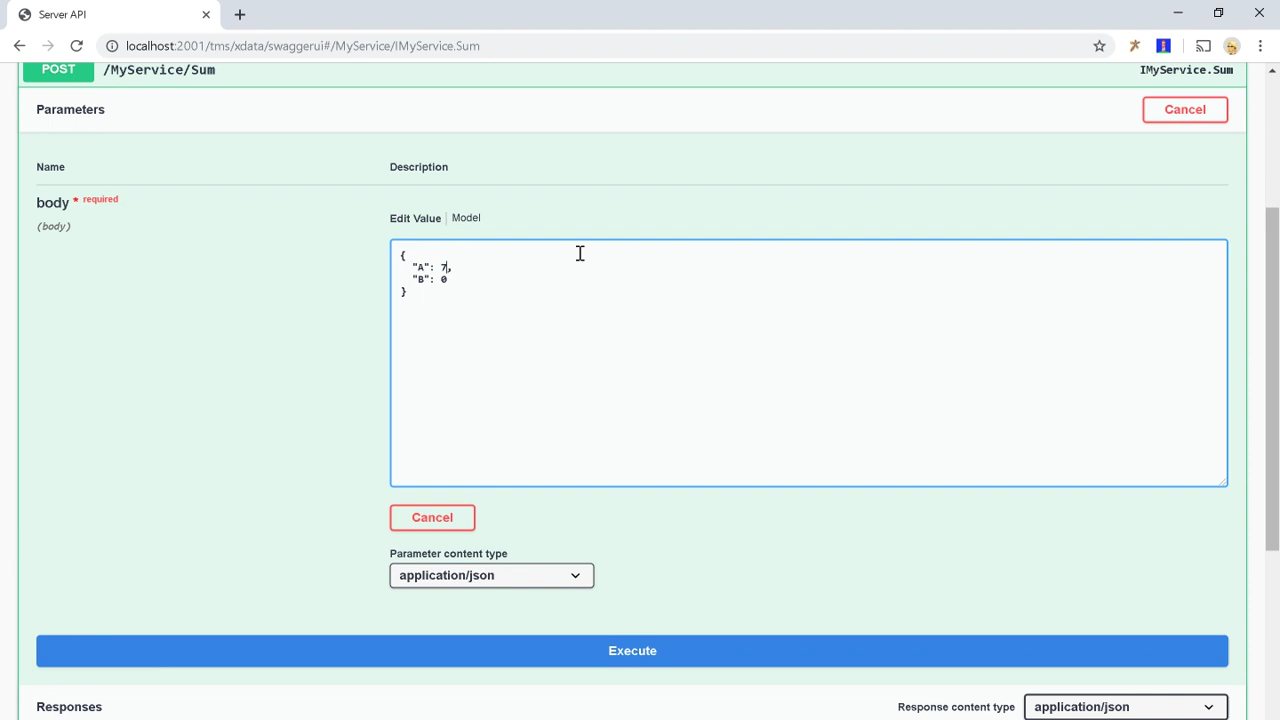 Server API
localhost:2001/tms/xdata/swaggerui#/MyService/IMyService.Sum
POST /MyService/Sum IMyService.Sum
Parameters Cancel
Name Description
body * required
(body)
Edit Value Model
{
"A": 7,
"B": 0
}
Cancel
Parameter content type
application/json
Execute
Responses Response content type application/json